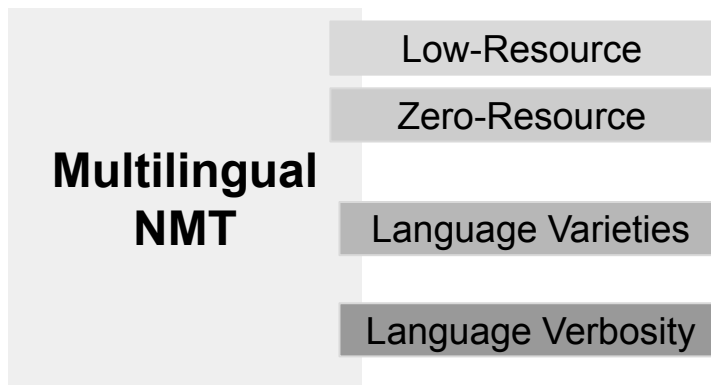 Low-Resource
Zero-Resource
Multilingual
NMT
Language Varieties
Language Verbosity